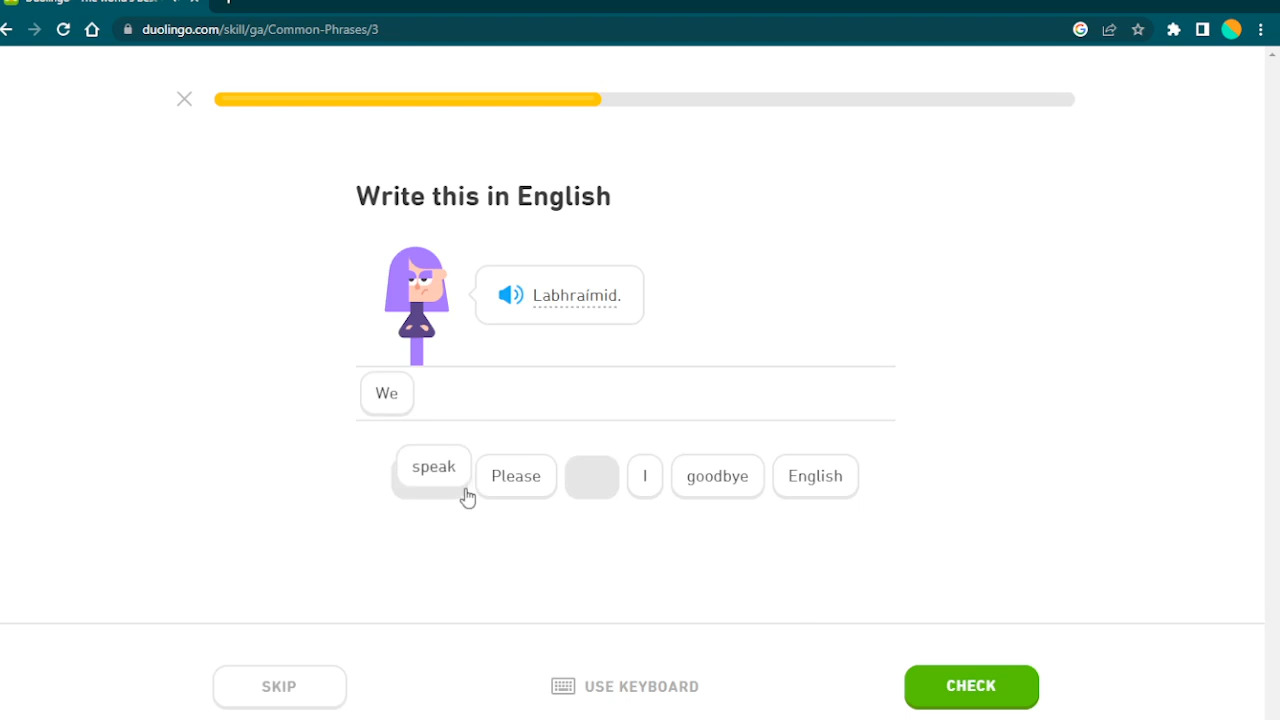 duolingo.com/skill/ga/Common-Phrases/3
Write this in English
Labhraímid.
We
speak Please I goodbye English
SKIP USE KEYBOARD CHECK